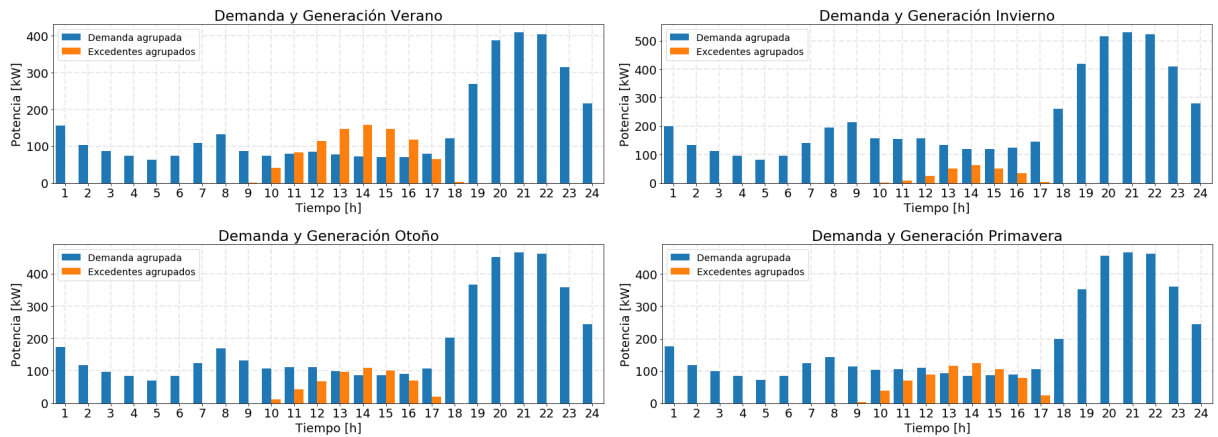 Demanda y Generación Verano
Potencia [kW]
400
300
200
100
0
Demanda agrupada
Excedentes agrupados
1 2 3 4 5 6 7 8 9 10 11 12 13 14 15 16 17 18 19 20 21 22 23 24
Tiempo [h]
Demanda y Generación Invierno
Potencia [kW]
500
400
300
200
100
0
Demanda agrupada
Excedentes agrupados
1 2 3 4 5 6 7 8 9 10 11 12 13 14 15 16 17 18 19 20 21 22 23 24
Tiempo [h]
Demanda y Generación Otoño
Potencia [kW]
400
300
200
100
0
Demanda agrupada
Excedentes agrupados
1 2 3 4 5 6 7 8 9 10 11 12 13 14 15 16 17 18 19 20 21 22 23 24
Tiempo [h]
Demanda y Generación Primavera
Potencia [kW]
400
300
200
100
0
Demanda agrupada
Excedentes agrupados
1 2 3 4 5 6 7 8 9 10 11 12 13 14 15 16 17 18 19 20 21 22 23 24
Tiempo [h]